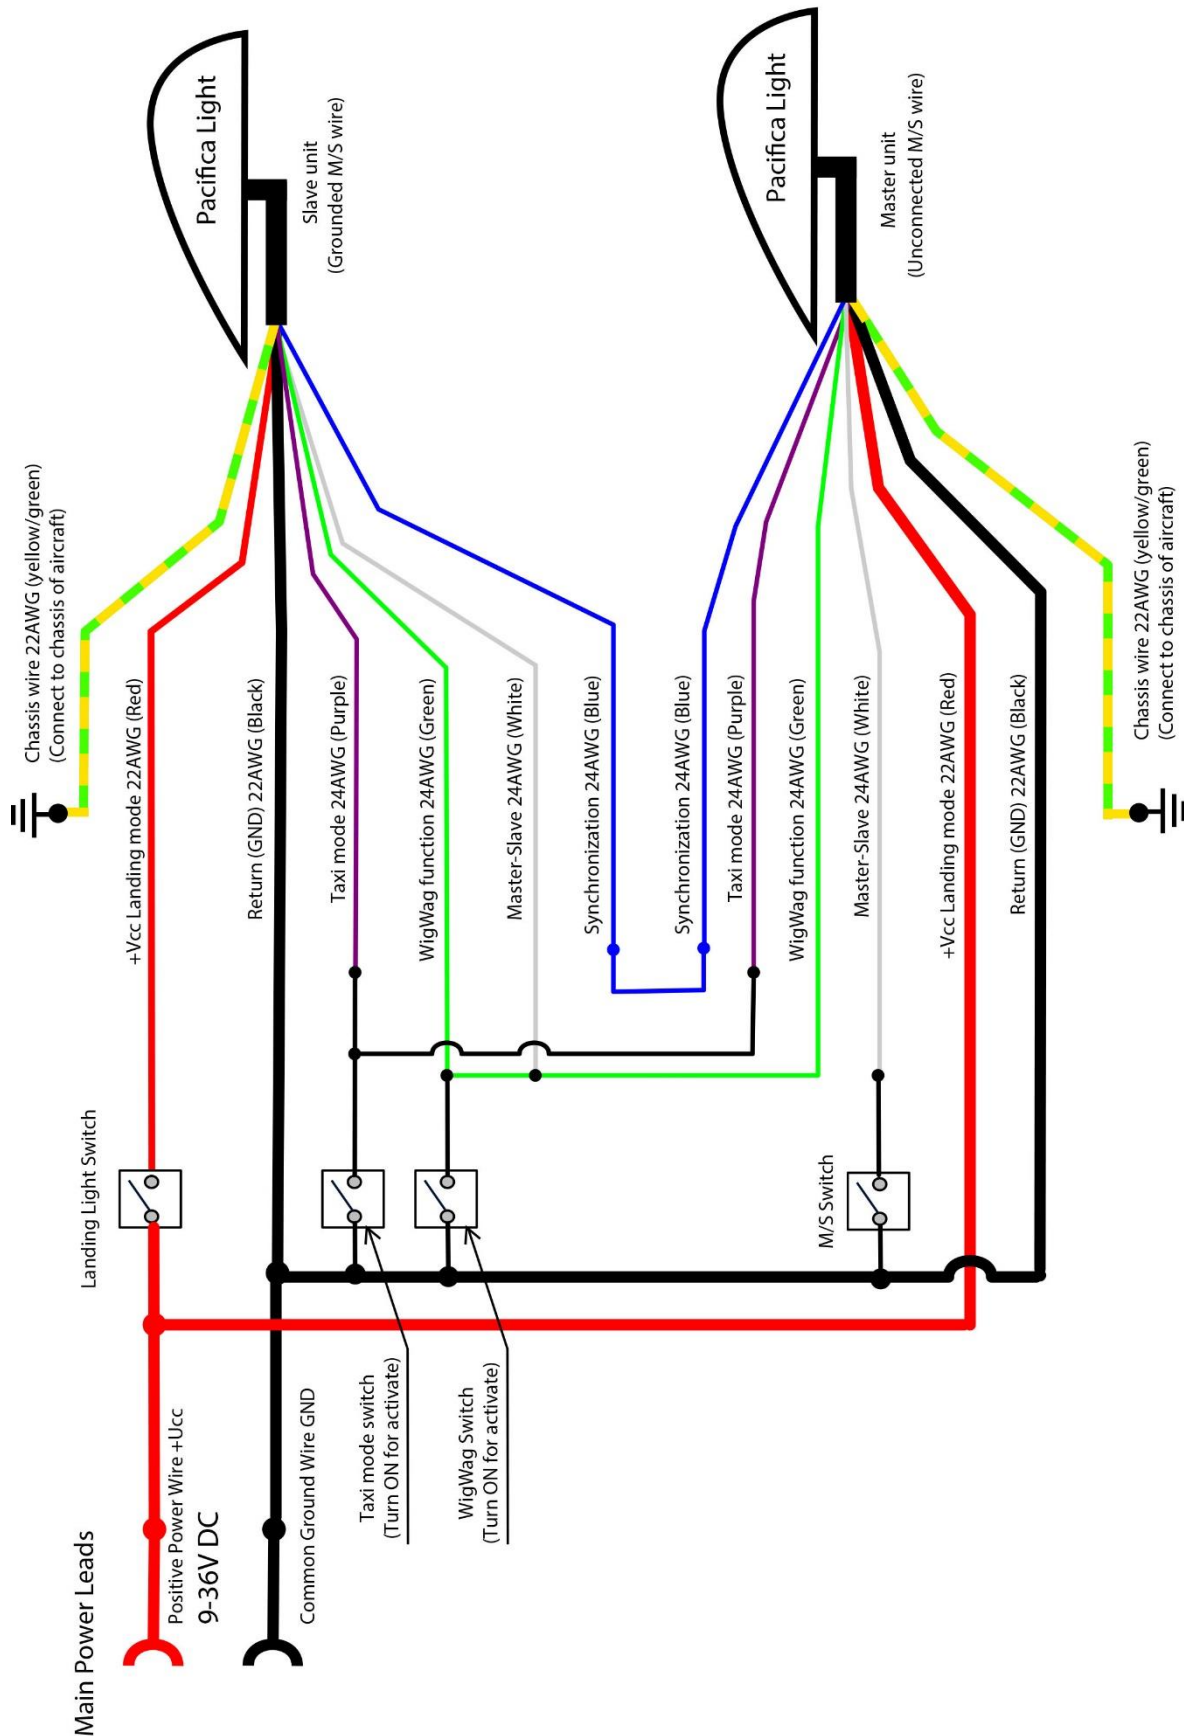 Main Power Leads
Positive Power Wire +Ucc
9-36V DC
Common Ground Wire GND
Taxi mode switch
(Turn ON for activate)
WigWag Switch
(Turn ON for activate)
Landing Light Switch
M/S Switch
Chassis wire 22AWG (yellow/green)
(Connect to chassis of aircraft)
+Vcc Landing mode 22AWG (Red)
Return (GND) 22AWG (Black)
Taxi mode 24AWG (Purple)
WigWag function 24AWG (Green)
Master-Slave 24AWG (White)
Synchronization 24AWG (Blue)
Synchronization 24AWG (Blue)
Taxi mode 24AWG (Purple)
WigWag function 24AWG (Green)
Master-Slave 24AWG (White)
+Vcc Landing mode 22AWG (Red)
Return (GND) 22AWG (Black)
Chassis wire 22AWG (yellow/green)
(Connect to chassis of aircraft)
Pacifica Light
Slave unit
(Grounded M/S wire)
Pacifica Light
Master unit
(Unconnected M/S wire)